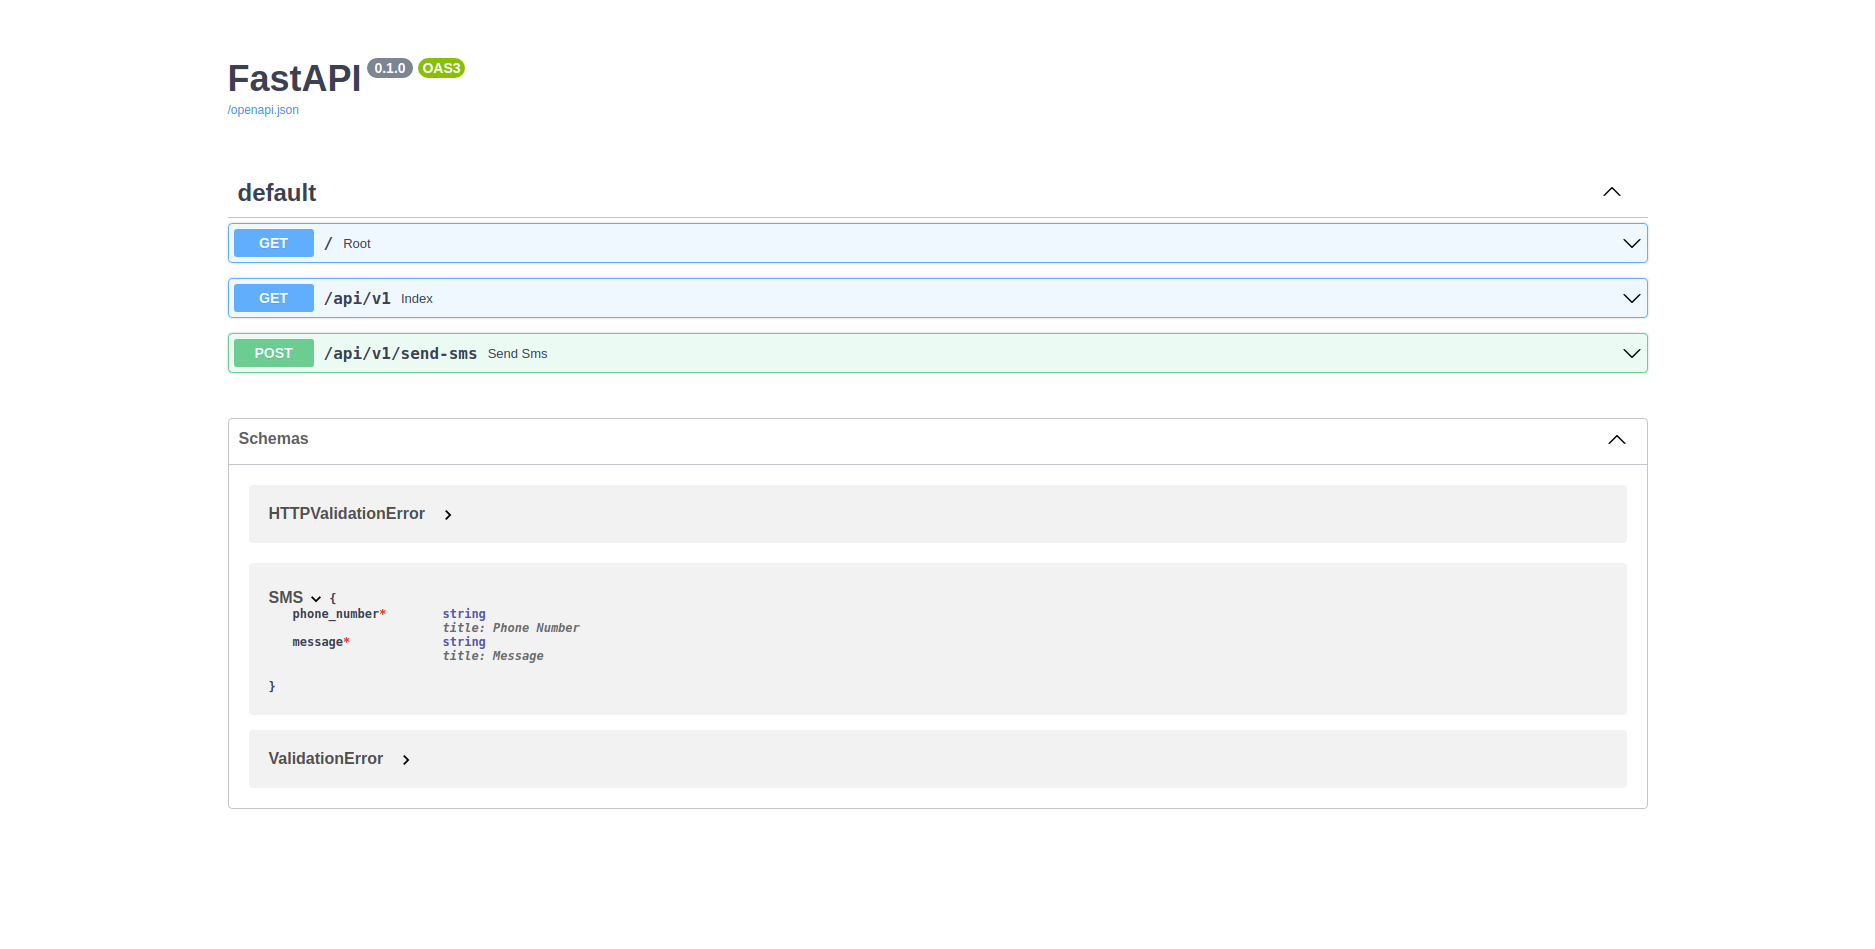 FastAPI 0.1.0 OAS3
/openapi.json
default
GET / Root
GET /api/v1 Index
POST /api/v1/send-sms Send Sms
Schemas
HTTPValidationError
SMS {
phone_number* string
title: Phone Number
message* string
title: Message
}
ValidationError